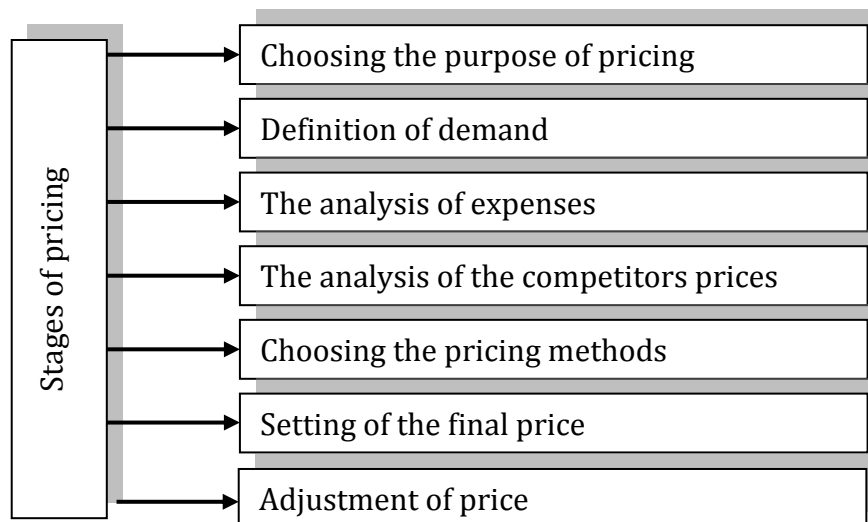 Stages of pricing
Choosing the purpose of pricing
Definition of demand
The analysis of expenses
The analysis of the competitors prices
Choosing the pricing methods
Setting of the final price
Adjustment of price